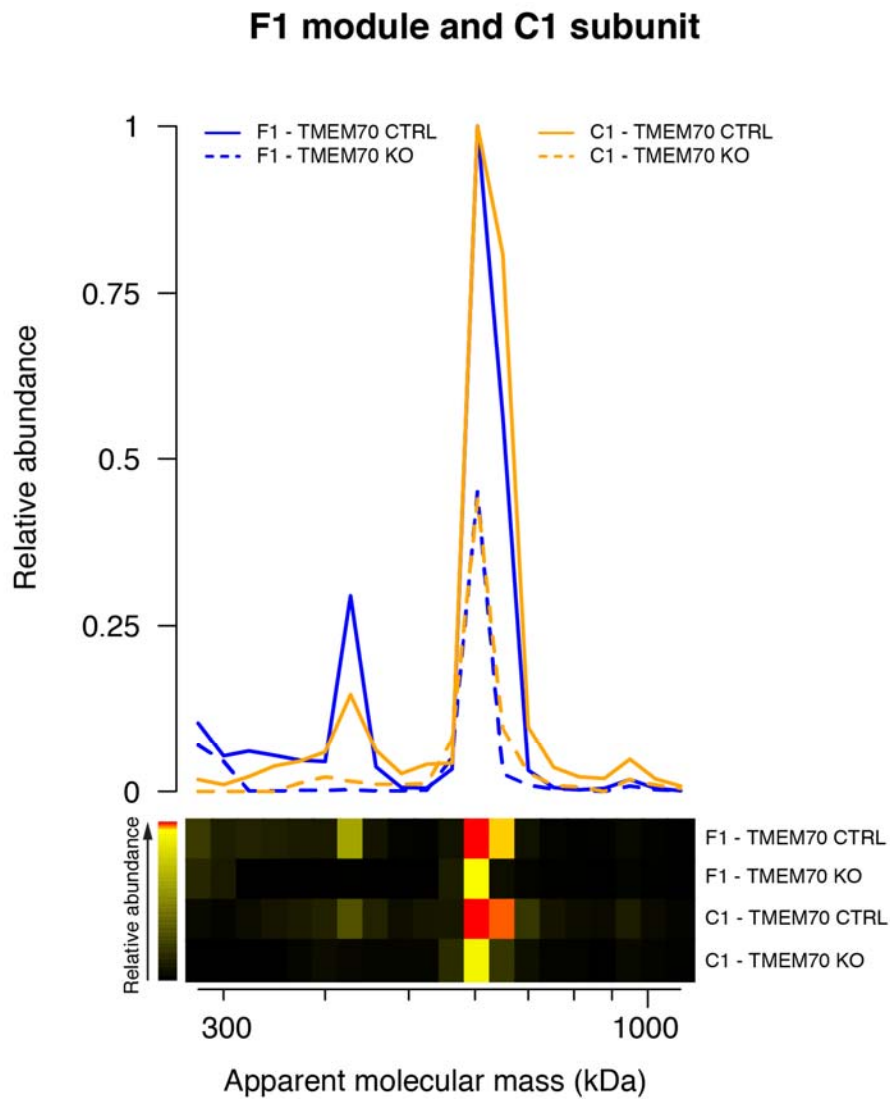 F1 module and C1 subunit
F1 - TMEM70 CTRL
F1 - TMEM70 KO
C1 - TMEM70 CTRL
C1 - TMEM70 KO
Relative abundance
1
0.75
0.5
0.25
0
Relative abundance
F1 - TMEM70 CTRL
F1 - TMEM70 KO
C1 - TMEM70 CTRL
C1 - TMEM70 KO
300
1000
Apparent molecular mass (kDa)